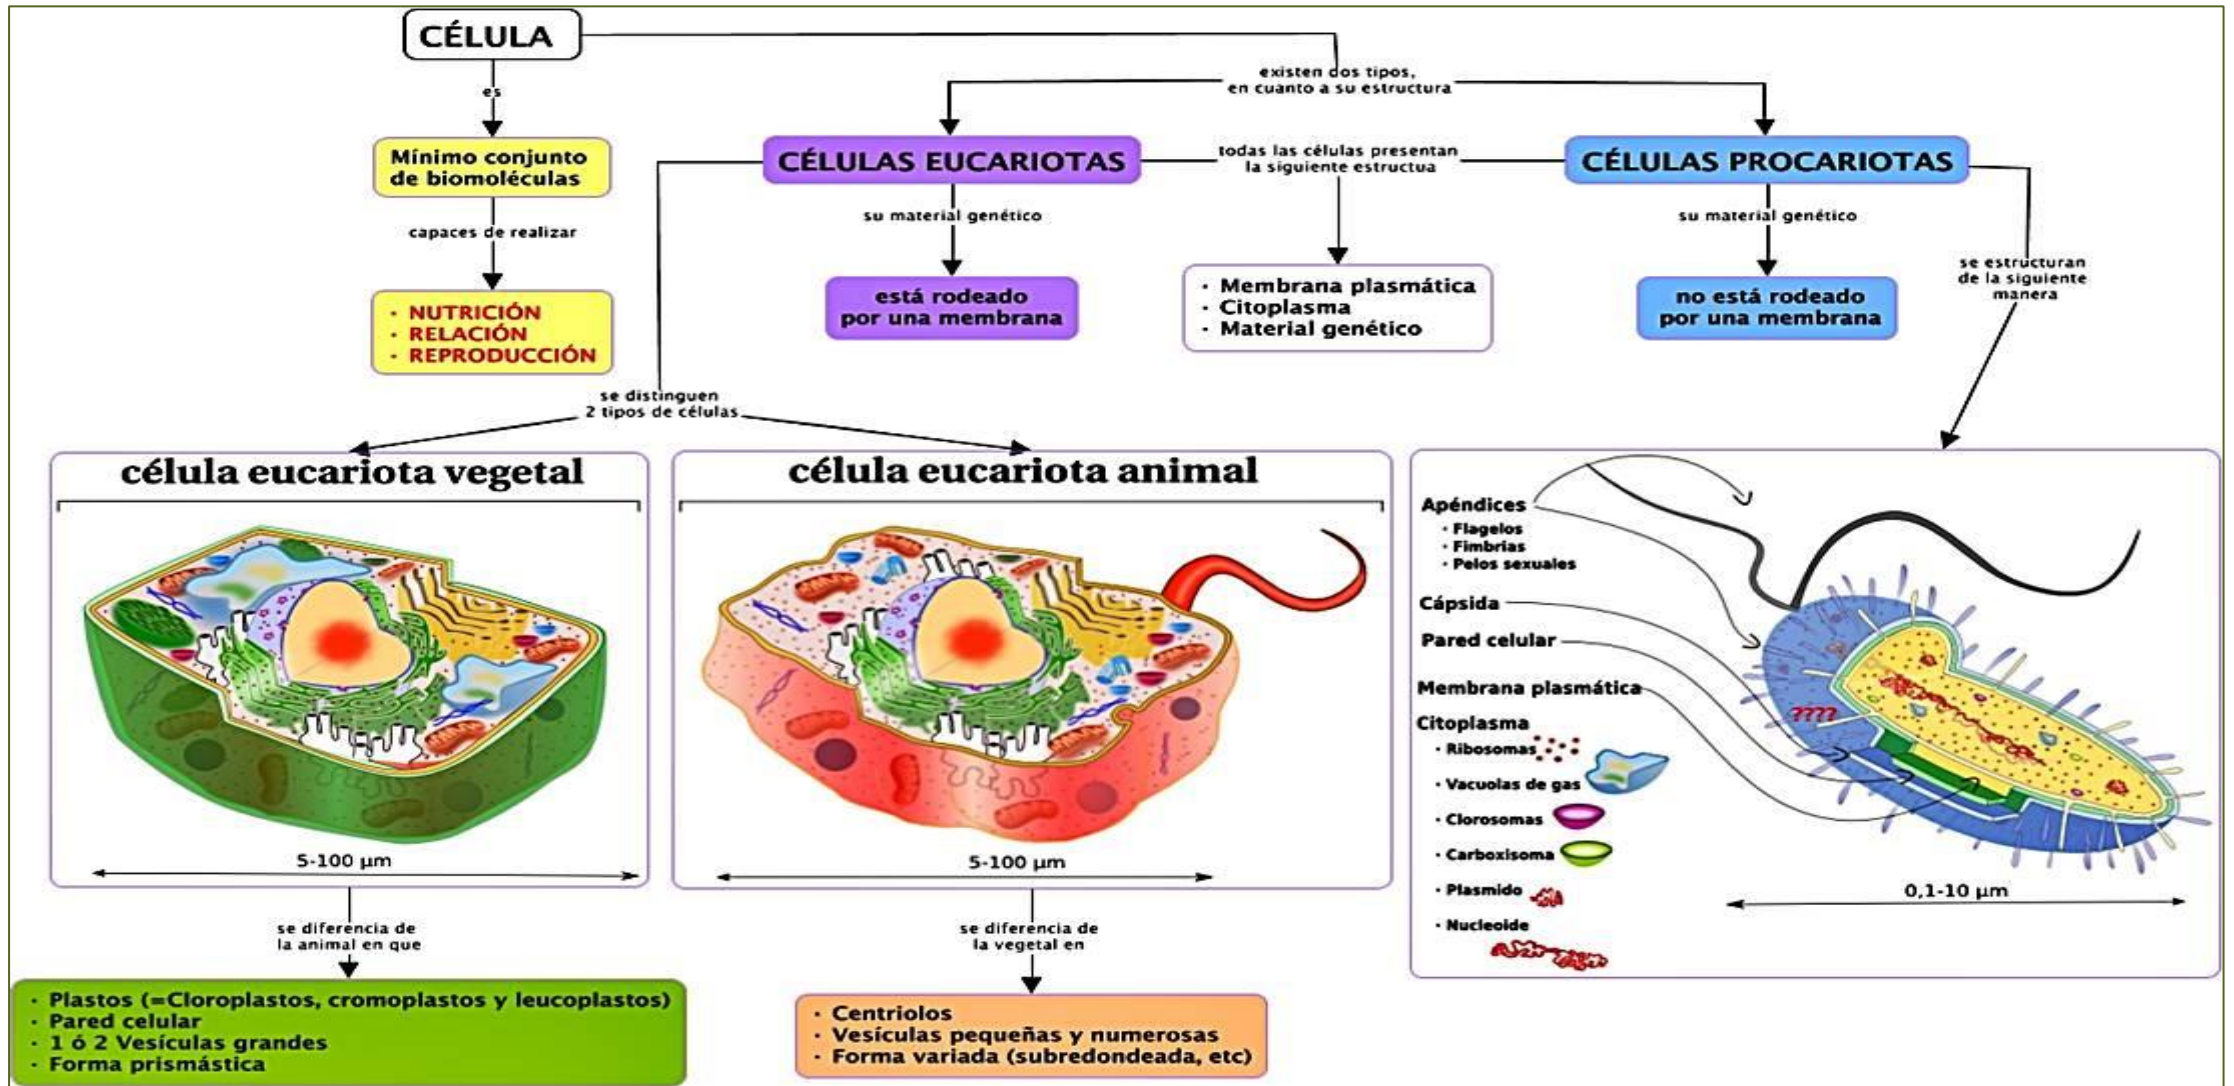 CÉLULA
es
Mínimo conjunto
de biomoléculas
capaces de realizar
· NUTRICIÓN
· RELACIÓN
· REPRODUCCIÓN
existen dos tipos,
en cuanto a su estructura
CÉLULAS EUCARIOTAS
todas las células presentan
la siguiente estructua
CÉLULAS PROCARIOTAS
su material genético
está rodeado
por una membrana
· Membrana plasmática
· Citoplasma
· Material genético
su material genético
no está rodeado
por una membrana
se estructuran
de la siguiente
manera
se distinguen
2 tipos de células
célula eucariota vegetal
5-100 μm
se diferencia de
la animal en que
· Plastos (=Cloroplastos, cromoplastos y leucoplastos)
· Pared celular
· 1 ó 2 Vesículas grandes
· Forma prismástica
célula eucariota animal
5-100 μm
se diferencia de
la vegetal en
· Centriolos
· Vesículas pequeñas y numerosas
· Forma variada (subredondeada, etc)
Apéndices
· Flagelos
· Fimbrias
· Pelos sexuales
Cápsida
Pared celular
Membrana plasmática
Citoplasma
· Ribosomas
· Vacuolas de gas
· Clorosomas
· Carboxisoma
· Plasmido
· Nucleoide
????
0,1-10 μm